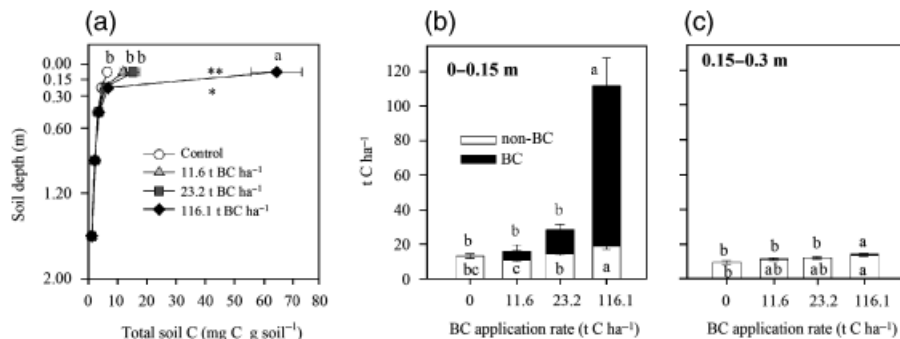 (a)
b
b b
a
**
*
0.00
0.15
0.30
0.60
1.20
2.00
Soil depth (m)
Control
11.6 t BC ha⁻¹
23.2 t BC ha⁻¹
116.1 t BC ha⁻¹
0 10 20 30 40 50 60 70 80
Total soil C (mg C g soil⁻¹)
(b)
0–0.15 m
non-BC
BC
120
100
80
60
40
20
0
t C ha⁻¹
b b b a
bc c b a
0 11.6 23.2 116.1
BC application rate (t C ha⁻¹)
(c)
0.15–0.3 m
b b b a
b ab ab a
0 11.6 23.2 116.1
BC application rate (t C ha⁻¹)